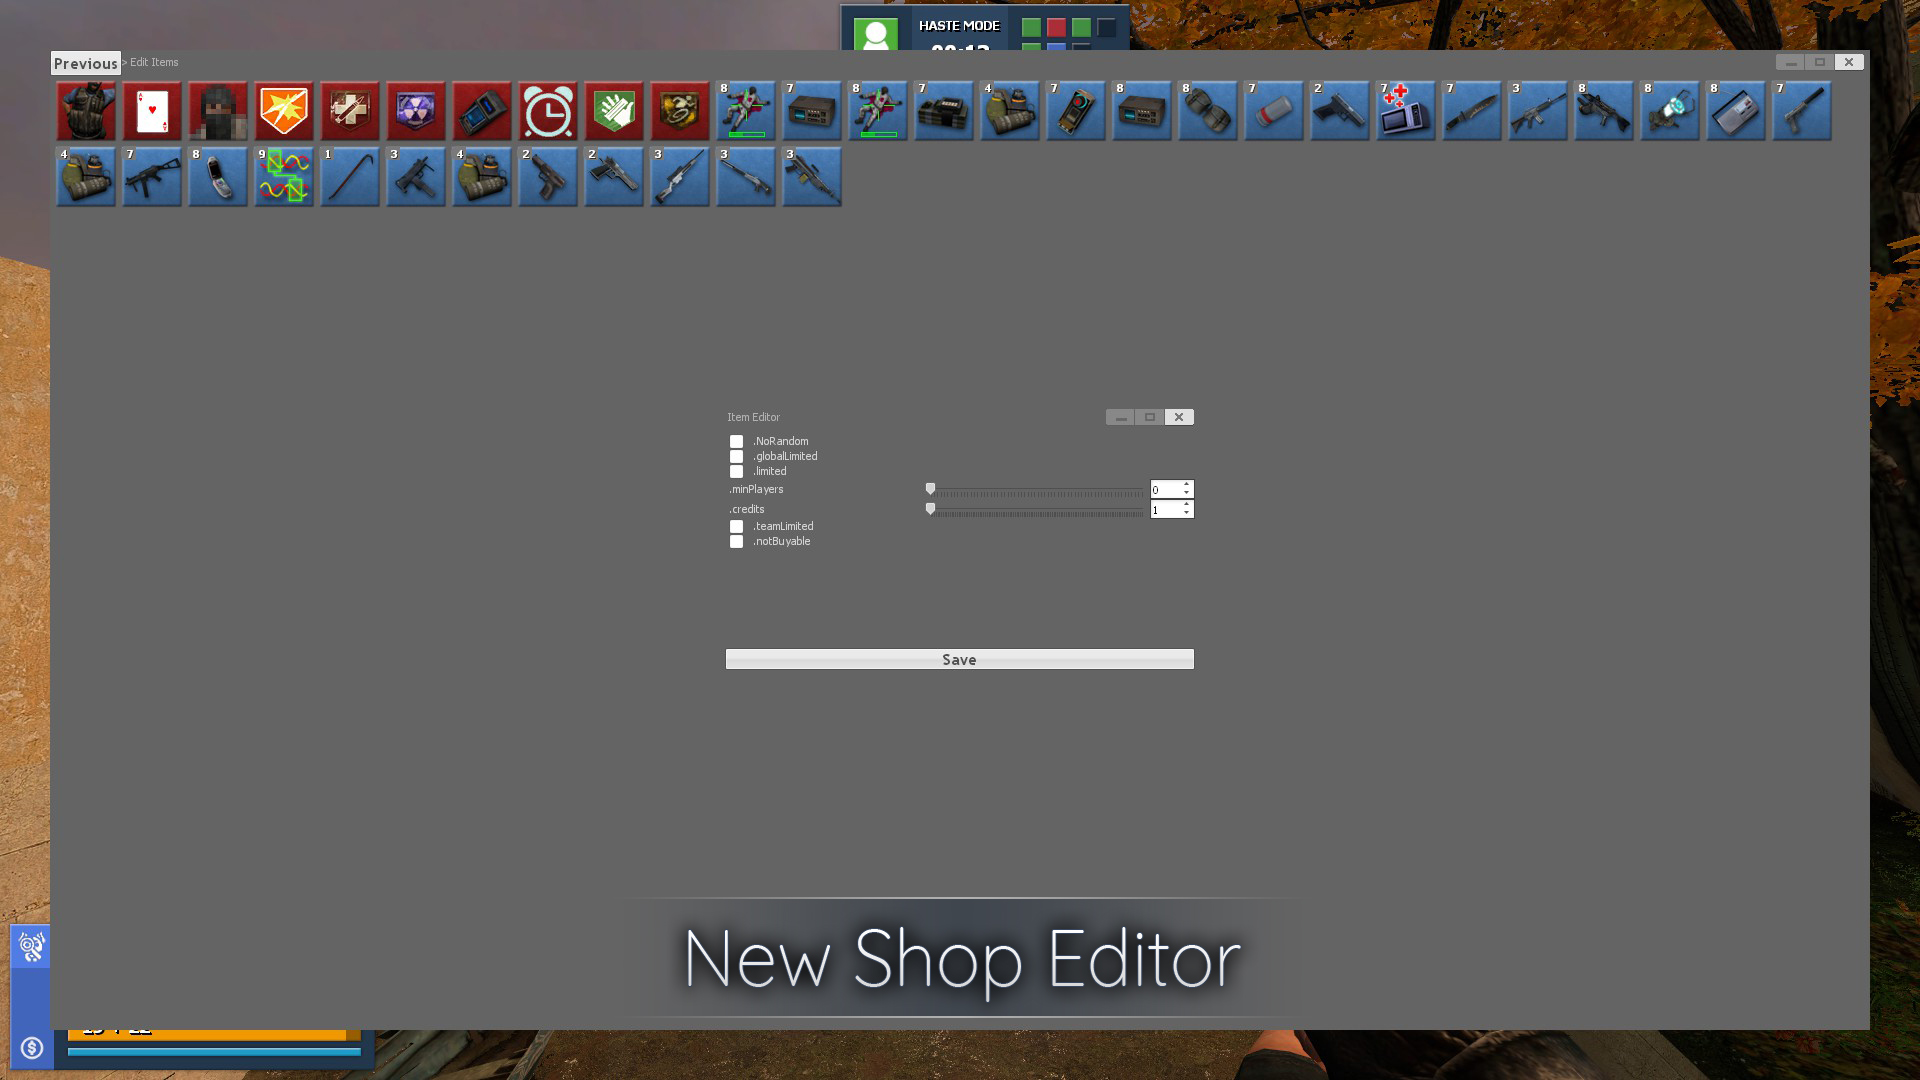 HASTE MODE
Previous > Edit Items
8 7 8 7 4 7 8 8 7 2 7 7 3 8 8 8 7
4 7 8 9 1 3 4 2 2 3 3 3
Item Editor
.NoRandom
.globalLimited
.limited
.minPlayers 0
.credits 1
.teamLimited
.notBuyable
Save
New Shop Editor